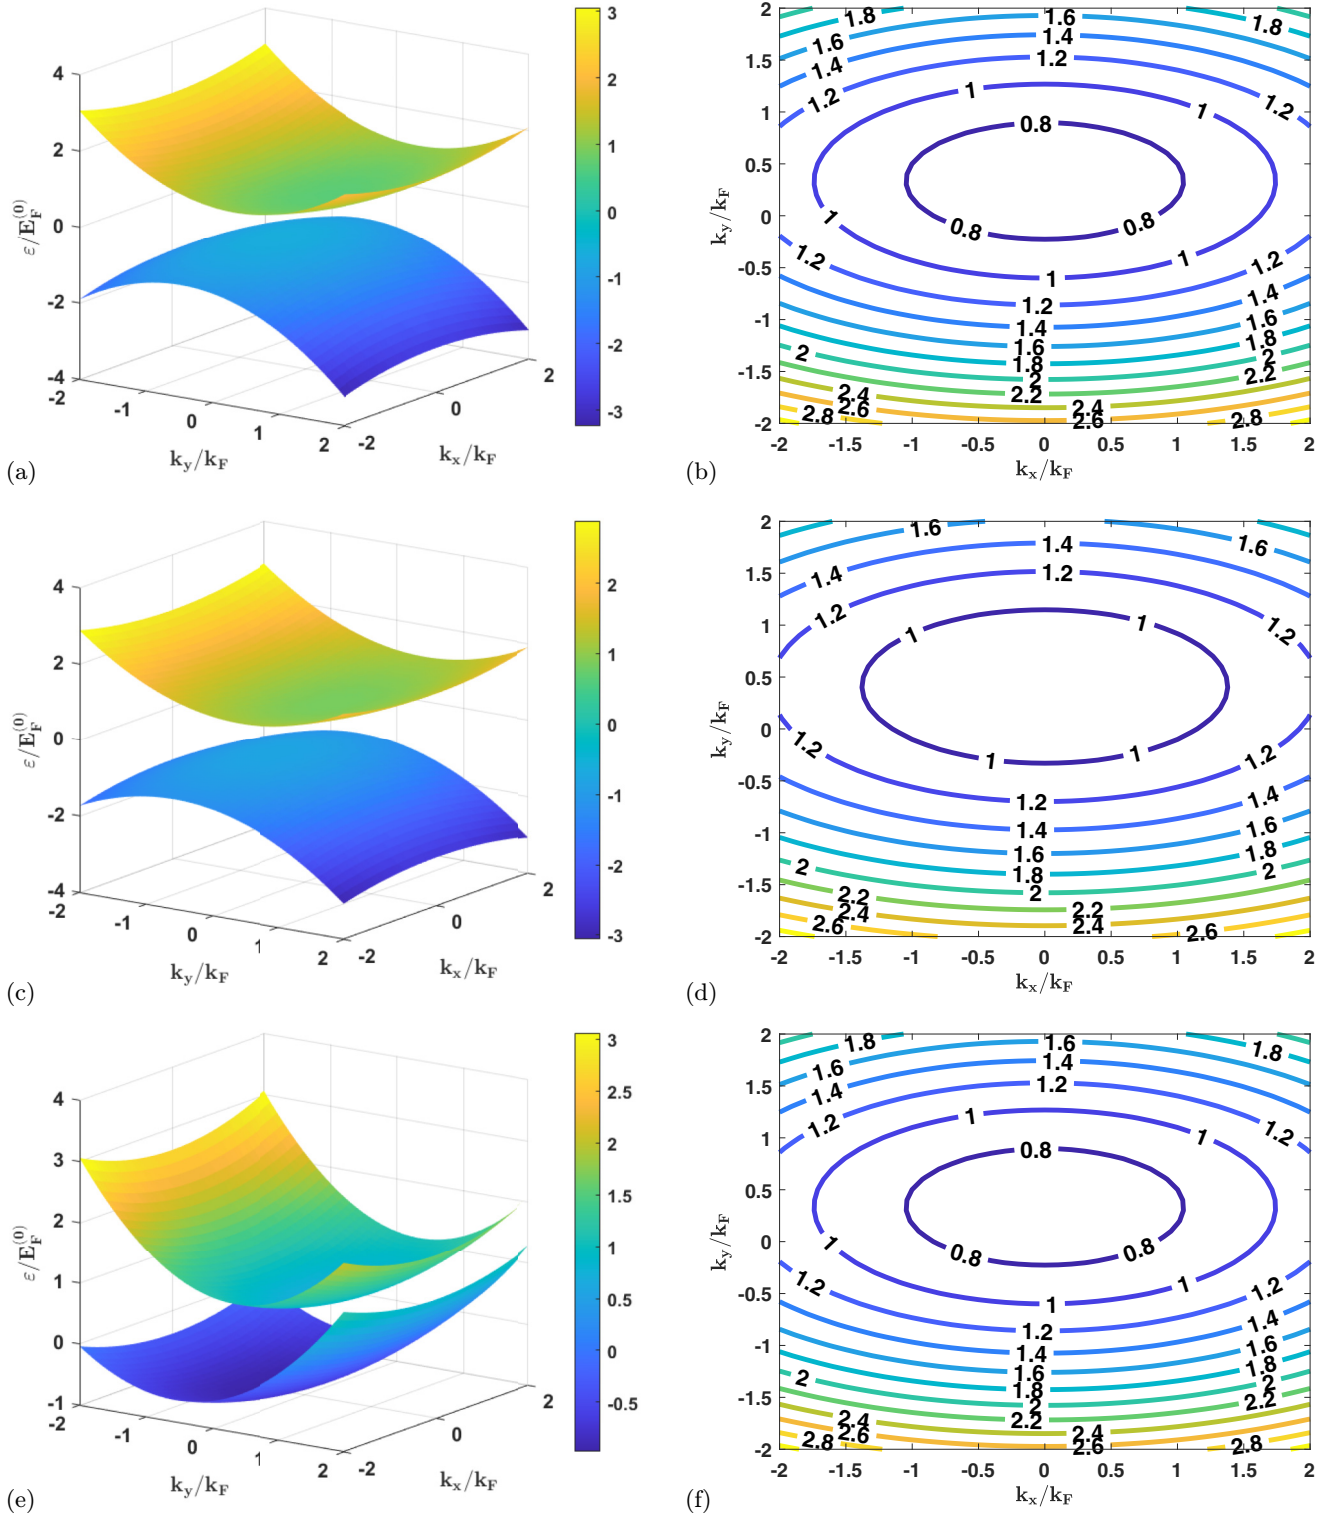 4
2
0
-2
-4
ε/E_F^(0)
-2
-1
0
1
2
k_y/k_F
-2
0
2
k_x/k_F
3
2
1
0
-1
-2
-3
(a)
2
1.5
1
0.5
0
-0.5
-1
-1.5
-2
k_y/k_F
1.8 1.6 1.8
1.6 1.4
1.4 1.2
1.2 1 1 1.2
0.8
0.8 0.8
1 1 1
1.2 1.2 1.2
1.4 1.4
1.6 1.6
1.8 1.8
2 2 2
2.2 2.2
2.4 2.4
2.8 2.6 2.6 2.8
-2 -1.5 -1 -0.5 0 0.5 1 1.5 2
k_x/k_F
(b)
4
2
0
-2
-4
ε/E_F^(0)
-2
-1
0
1
2
k_y/k_F
-2
0
2
k_x/k_F
2
1
0
-1
-2
-3
(c)
2
1.5
1
0.5
0
-0.5
-1
-1.5
-2
k_y/k_F
1.6 1.6
1.4 1.4
1.2 1.2 1.2
1 1
1 1
1.2 1.2 1.2
1.4 1.4
1.6 1.6
1.8 1.8
2 2 2
2.2 2.2
2.4 2.4
2.6 2.6
-2 -1.5 -1 -0.5 0 0.5 1 1.5 2
k_x/k_F
(d)
4
3
2
1
0
-1
ε/E_F^(0)
-2
-1
0
1
2
k_y/k_F
-2
0
2
k_x/k_F
3
2.5
2
1.5
1
0.5
0
-0.5
(e)
2
1.5
1
0.5
0
-0.5
-1
-1.5
-2
k_y/k_F
1.8 1.6 1.8
1.6 1.4
1.4 1.2
1.2 1 1 1.2
0.8
0.8 0.8
1 1 1
1.2 1.2 1.2
1.4 1.4
1.6 1.6
1.8 1.8
2 2 2
2.2 2.2
2.4 2.4
2.8 2.6 2.6 2.8
-2 -1.5 -1 -0.5 0 0.5 1 1.5 2
k_x/k_F
(f)